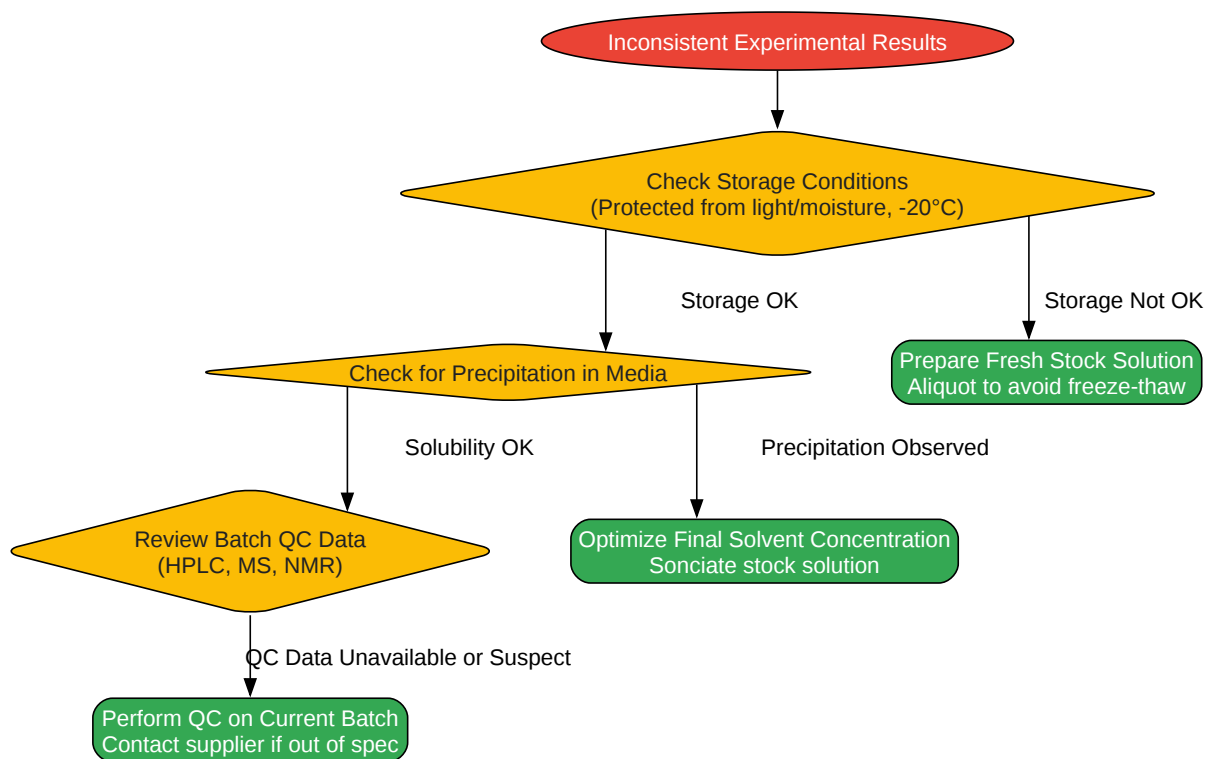 Inconsistent Experimental Results
Check Storage Conditions
(Protected from light/moisture, -20°C)
Storage OK
Storage Not OK
Check for Precipitation in Media
Prepare Fresh Stock Solution
Aliquot to avoid freeze-thaw
Solubility OK
Precipitation Observed
Review Batch QC Data
(HPLC, MS, NMR)
Optimize Final Solvent Concentration
Sonciate stock solution
QC Data Unavailable or Suspect
Perform QC on Current Batch
Contact supplier if out of spec